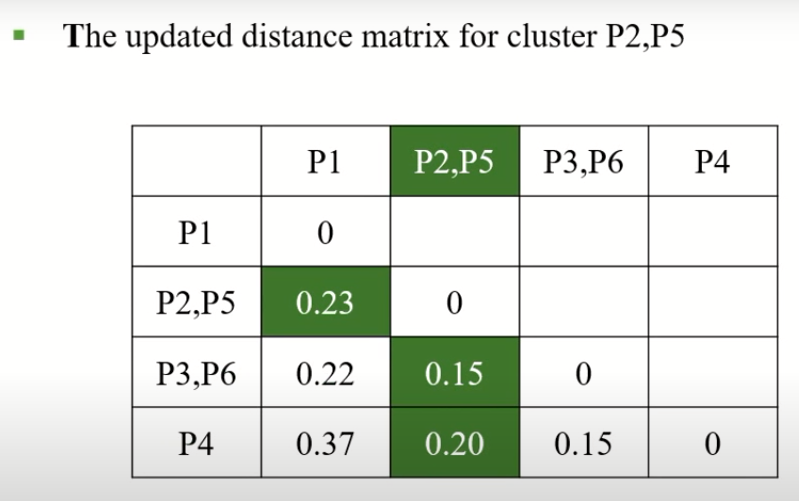 The updated distance matrix for cluster P2,P5
P1 P2,P5 P3,P6 P4
P1 0
P2,P5 0.23 0
P3,P6 0.22 0.15 0
P4 0.37 0.20 0.15 0